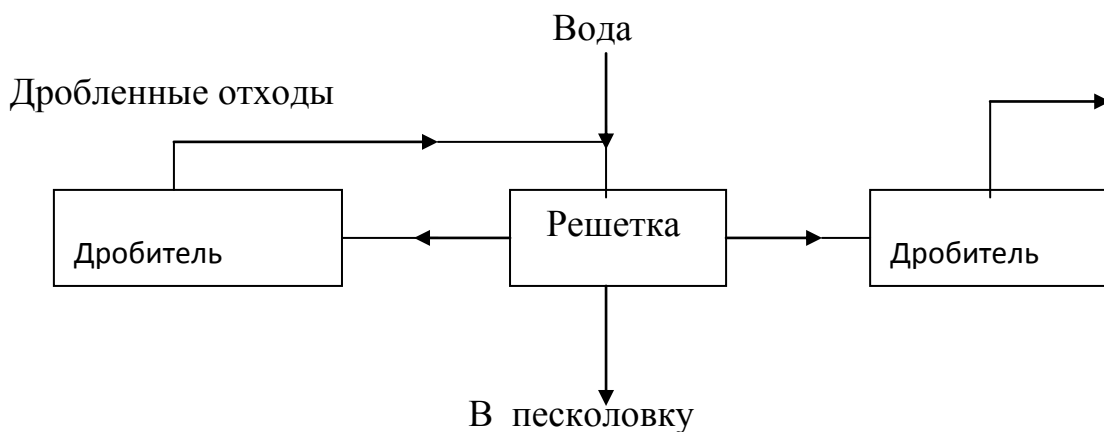 Вода
Дробленные отходы
Дробитель
Решетка
Дробитель
В песколовку